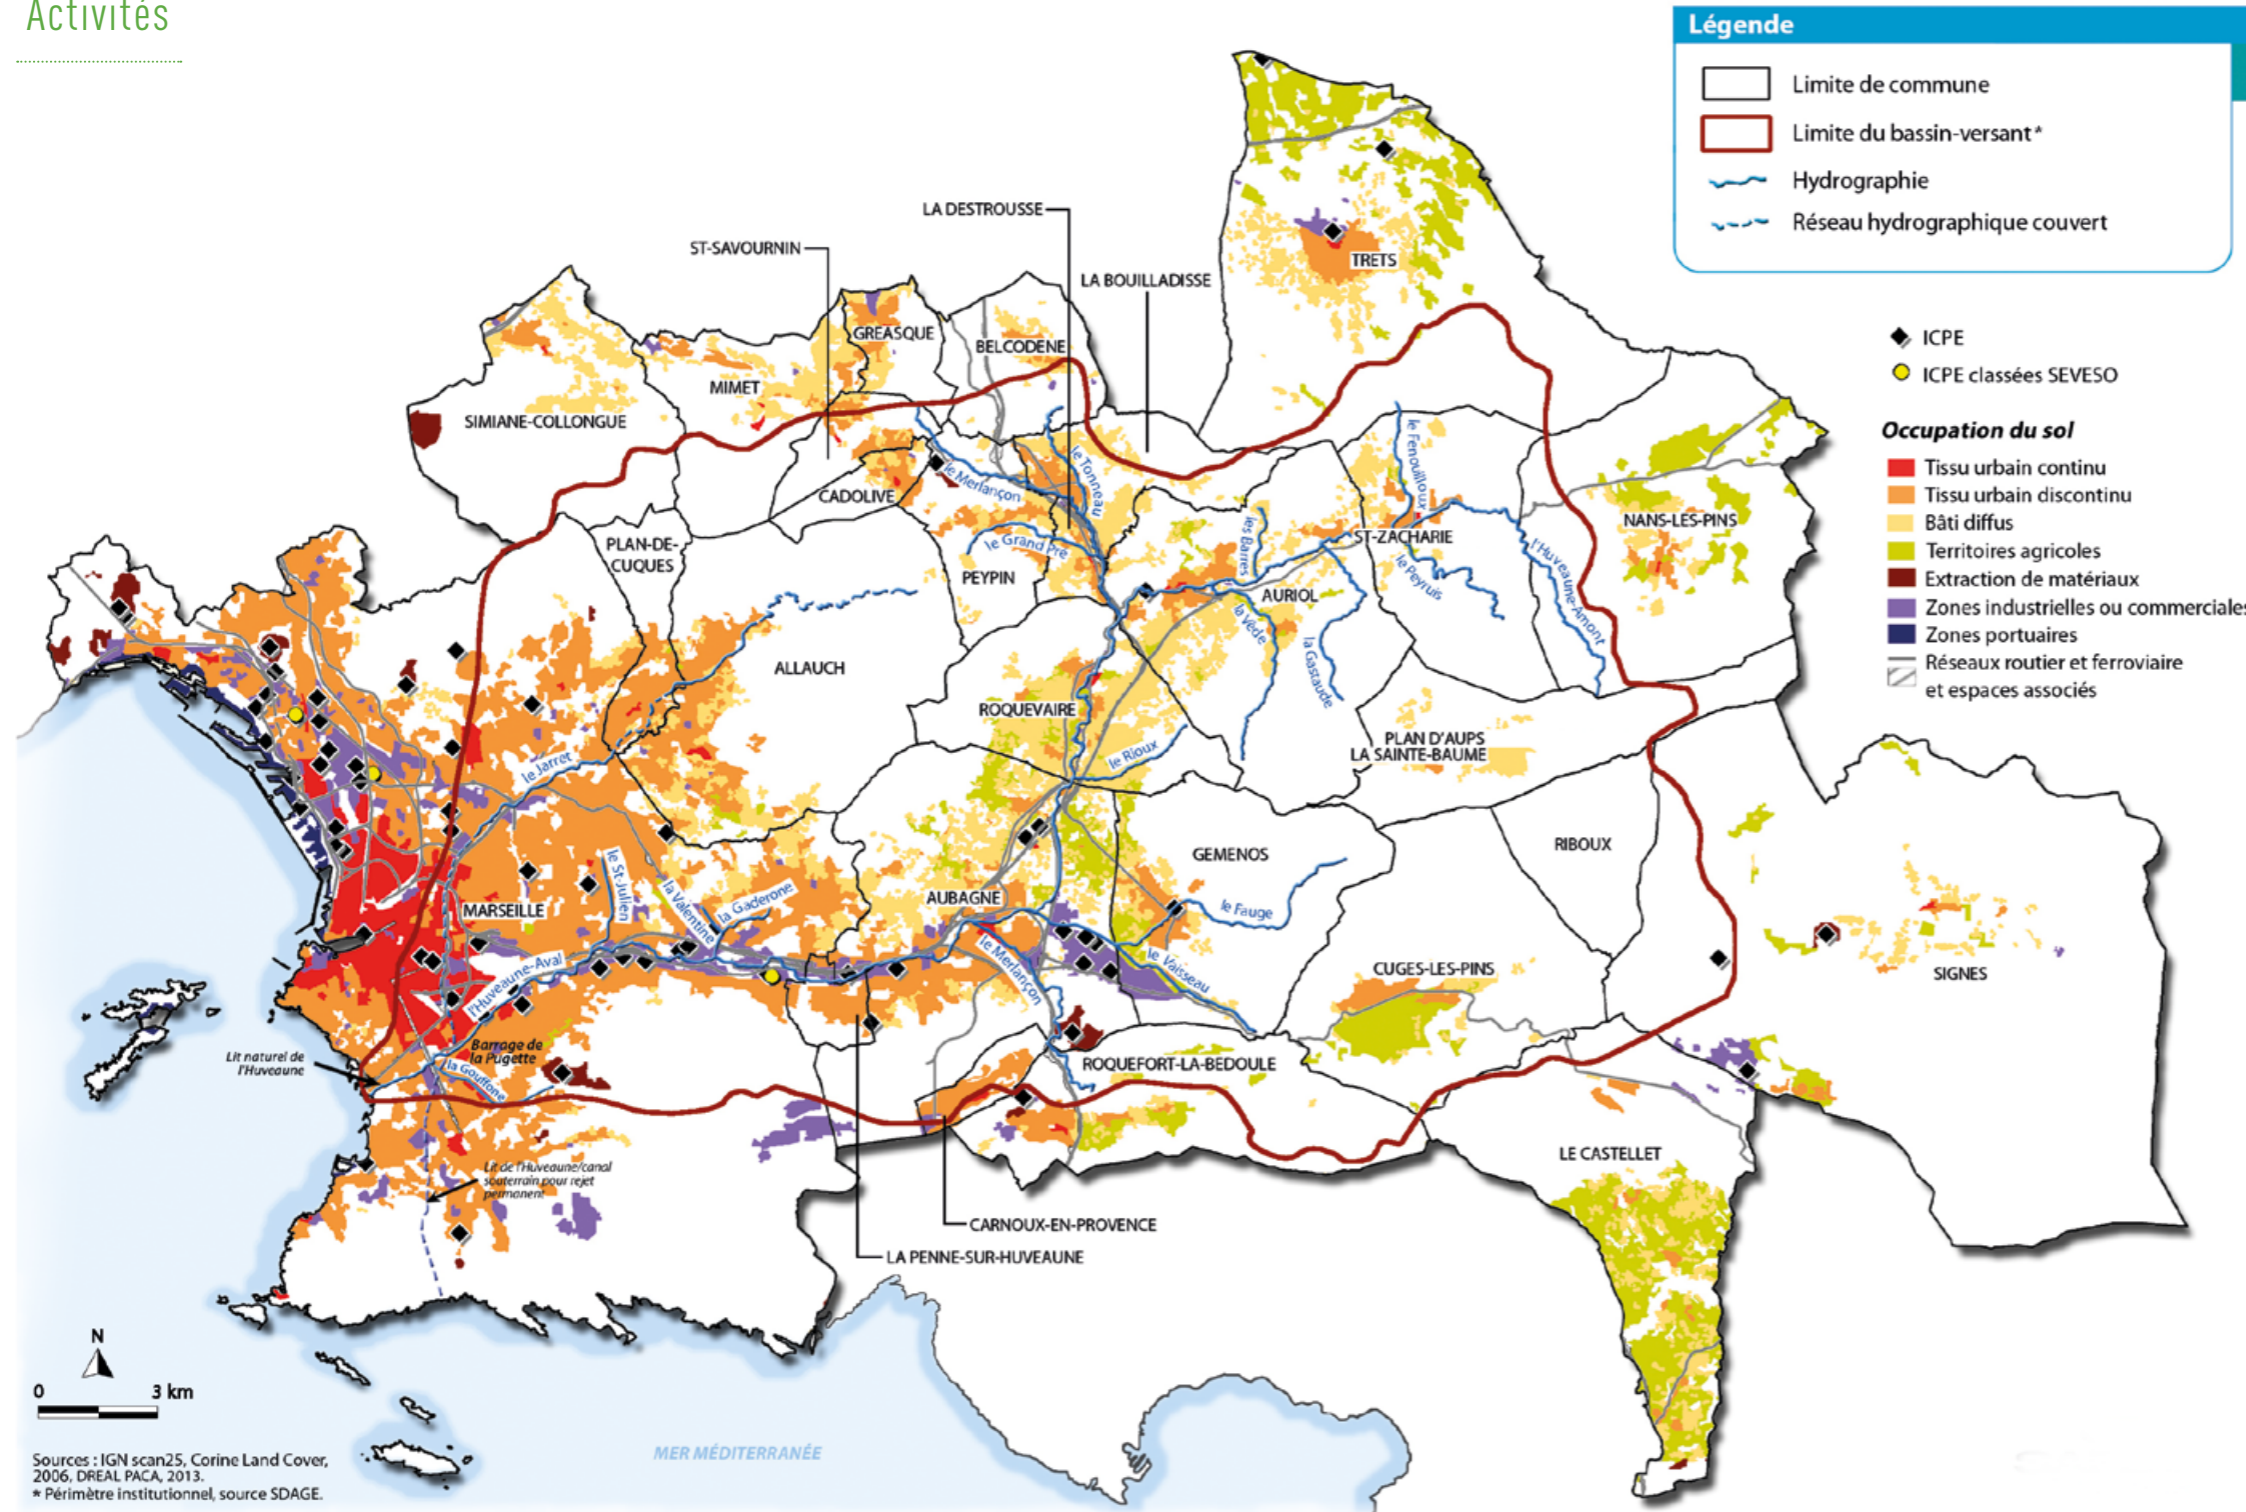 Activités
Légende
Limite de commune
Limite du bassin-versant*
Hydrographie
Réseau hydrographique couvert
ICPE
ICPE classées SEVESO
Occupation du sol
Tissu urbain continu
Tissu urbain discontinu
Bâti diffus
Territoires agricoles
Extraction de matériaux
Zones industrielles ou commerciales
Zones portuaires
Réseaux routier et ferroviaire
et espaces associés
LA DESTROUSSE
ST-SAVOURNIN
LA BOUILLADISSE
TRETS
GREASQUE
BELCODENE
MIMET
SIMIANE-COLLONGUE
CADOLIVE
le Merlançon
le Tonneau
le Fenouilloux
NANS-LES-PINS
PLAN-DE-
CUQUES
le Grand Pré
les Barres
ST-ZACHARIE
l'Huveaune-Amont
PEYPIN
le Peyruis
AURIOL
la Vède
la Gastaude
ALLAUCH
ROQUEVAIRE
PLAN D'AUPS
LA SAINTE-BAUME
le Rioux
le Jarret
GEMENOS
RIBOUX
le St-Julien
la Valentine
la Gaderone
MARSEILLE
AUBAGNE
le Fauge
le Merlançon
le Vaisseau
l'Huveaune-Aval
CUGES-LES-PINS
SIGNES
Barrage de
la Pugette
la Gouffone
Lit naturel de
l'Huveaune
ROQUEFORT-LA-BEDOULE
LE CASTELLET
Lit de l'Huveaune/canal
souterrain pour rejet
permanent
CARNOUX-EN-PROVENCE
LA PENNE-SUR-HUVEAUNE
N
0 3 km
MER MÉDITERRANÉE
Sources : IGN scan25, Corine Land Cover,
2006, DREAL PACA, 2013.
* Périmètre institutionnel, source SDAGE.